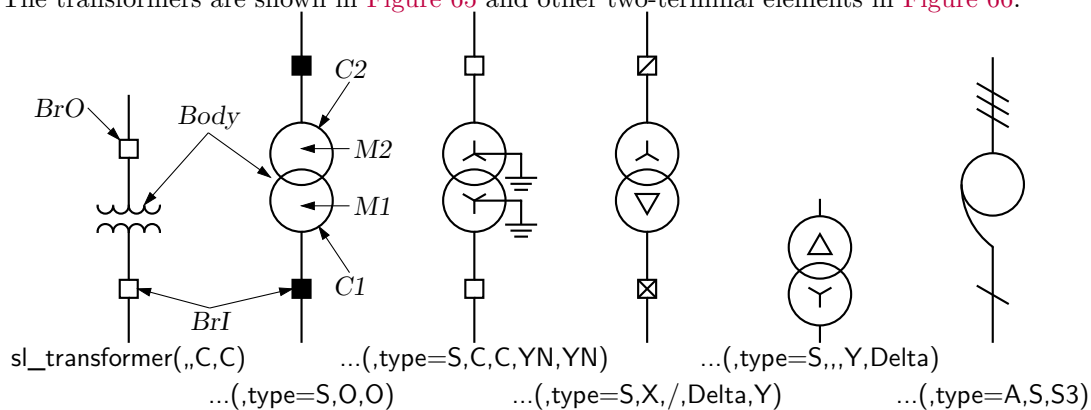 The transformers are shown in Figure 65 and other two-terminal elements in Figure 66.
C2
BrO
Body
M2
M1
C1
BrI
sl_transformer(,,C,C)
...(,type=S,C,C,YN,YN)
...(,type=S,,,Y,Delta)
...(,type=S,O,O)
...(,type=S,X,/,Delta,Y)
...(,type=A,S,S3)